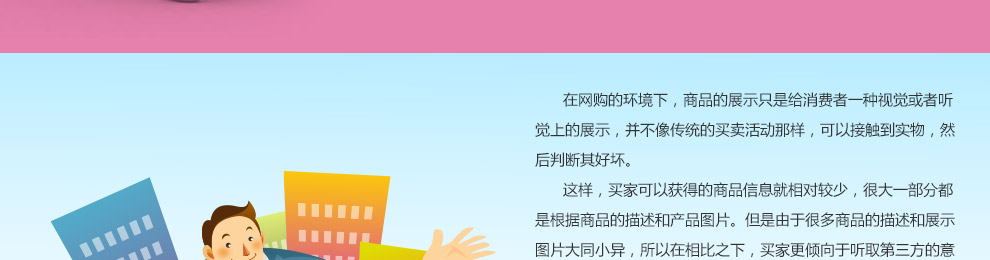 在网购的环境下，商品的展示只是给消费者一种视觉或者听
觉上的展示，并不像传统的买卖活动那样，可以接触到实物，然
后判断其好坏。
这样，买家可以获得的商品信息就相对较少，很大一部分都
是根据商品的描述和产品图片。但是由于很多商品的描述和展示
图片大同小异，所以在相比之下，买家更倾向于听取第三方的意